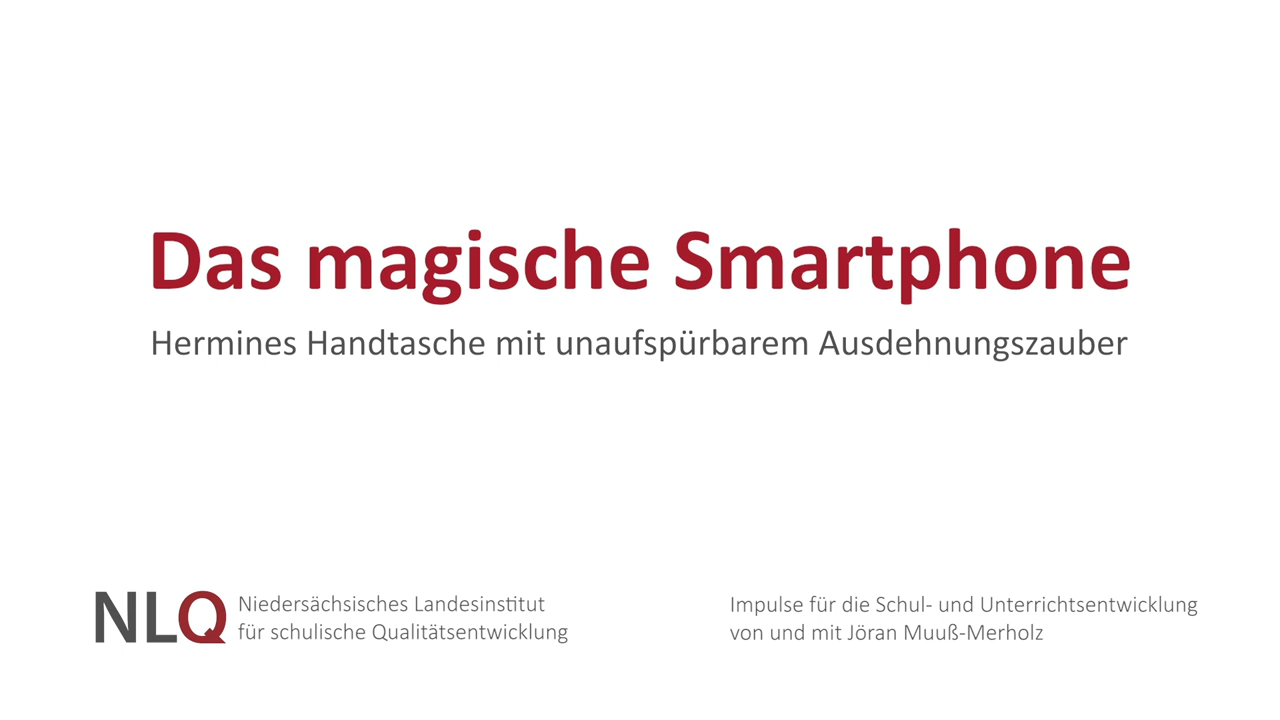 Das magische Smartphone
Hermines Handtasche mit unaufspürbarem Ausdehnungszauber
NLQ
Niedersächsisches Landesinstitut
für schulische Qualitätsentwicklung
Impulse für die Schul- und Unterrichtsentwicklung
von und mit Jöran Muuß-Merholz